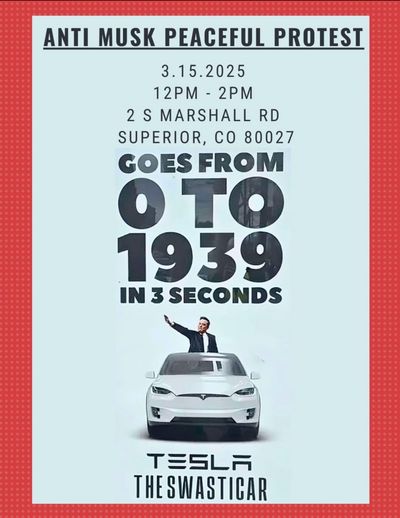 ANTI MUSK PEACEFUL PROTEST
3.15.2025
12PM - 2PM
2 S MARSHALL RD
SUPERIOR, CO 80027
GOES FROM
0 TO
1939
IN 3 SECONDS
TESLA
THE SWASTICAR